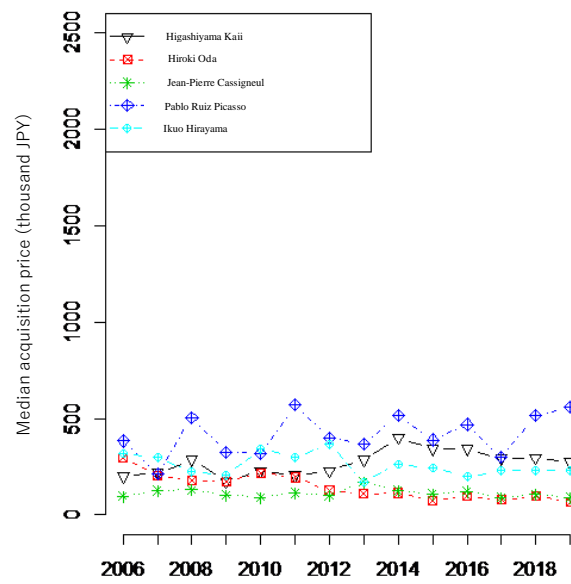 Higashiyama Kaii
Hiroki Oda
Jean-Pierre Cassigneul
Pablo Ruiz Picasso
Ikuo Hirayama
Median acquisition price (thousand JPY)
2500
2000
1500
1000
500
0
2006 2008 2010 2012 2014 2016 2018